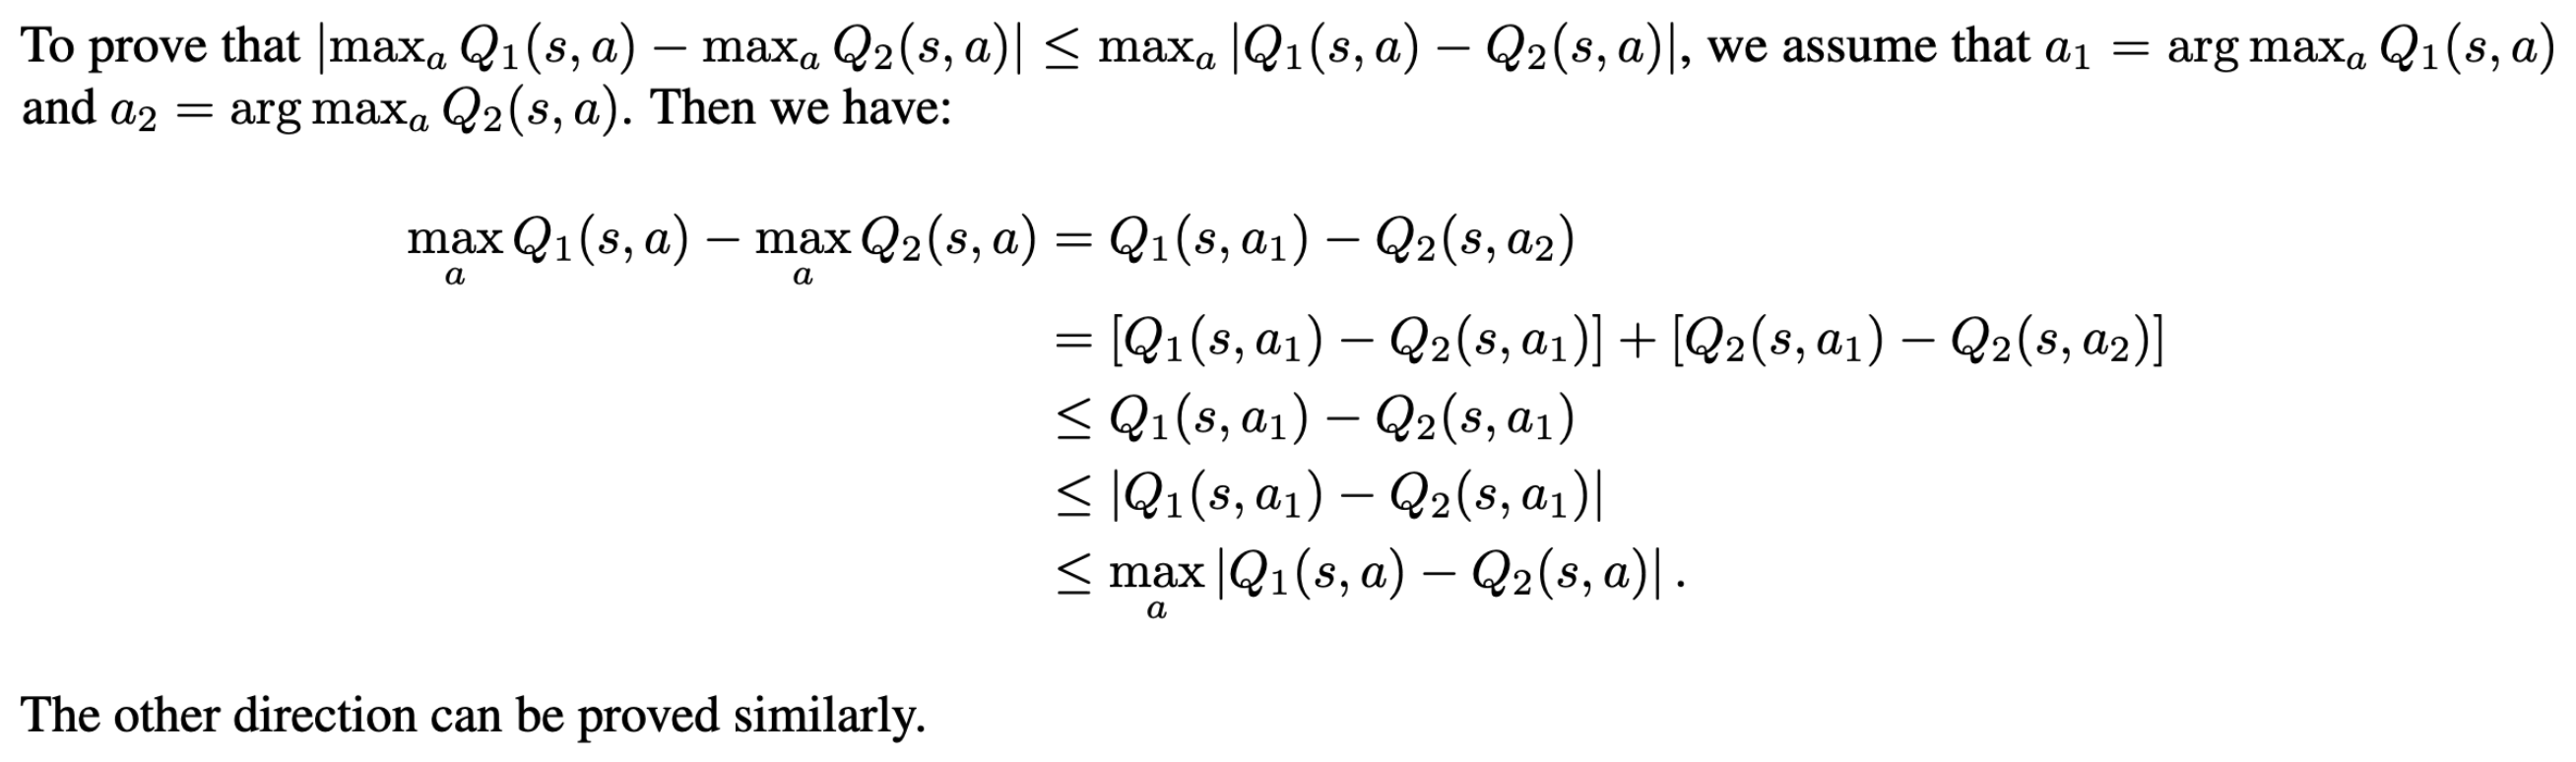 To prove that |maxₐ Q₁(s, a) − maxₐ Q₂(s, a)| ≤ maxₐ |Q₁(s, a) − Q₂(s, a)|, we assume that a₁ = arg maxₐ Q₁(s, a)
and a₂ = arg maxₐ Q₂(s, a). Then we have:
maxₐ Q₁(s, a) − maxₐ Q₂(s, a) = Q₁(s, a₁) − Q₂(s, a₂)
= [Q₁(s, a₁) − Q₂(s, a₁)] + [Q₂(s, a₁) − Q₂(s, a₂)]
≤ Q₁(s, a₁) − Q₂(s, a₁)
≤ |Q₁(s, a₁) − Q₂(s, a₁)|
≤ maxₐ |Q₁(s, a) − Q₂(s, a)| .
The other direction can be proved similarly.